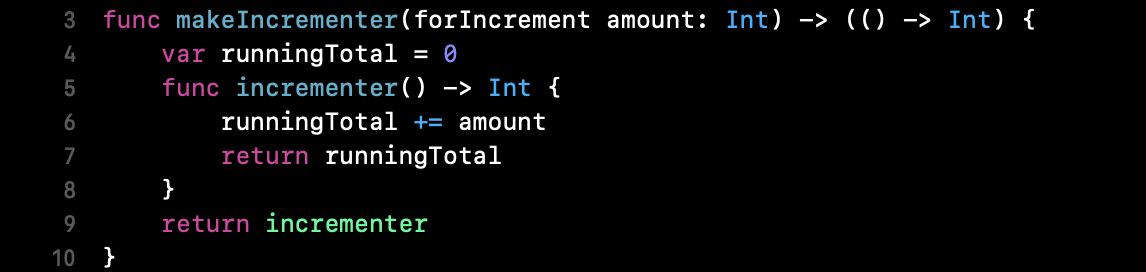 3 func makeIncrementer(forIncrement amount: Int) -> (() -> Int) {
4     var runningTotal = 0
5     func incrementer() -> Int {
6         runningTotal += amount
7         return runningTotal
8     }
9     return incrementer
10 }